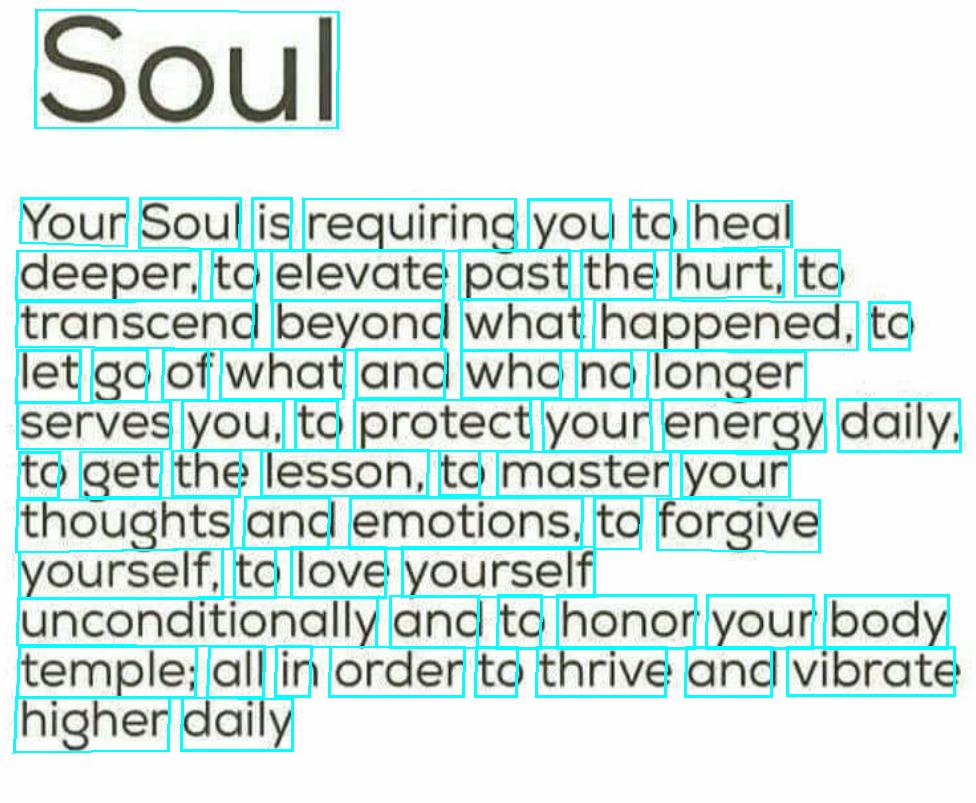 Soul
Your Soul is requiring you to heal
deeper, to elevate past the hurt, to
transcend beyond what happened, to
let go of what and who no longer
serves you, to protect your energy daily,
to get the lesson, to master your
thoughts and emotions, to forgive
yourself, to love yourself
unconditionally and to honor your body
temple; all in order to thrive and vibrate
higher daily